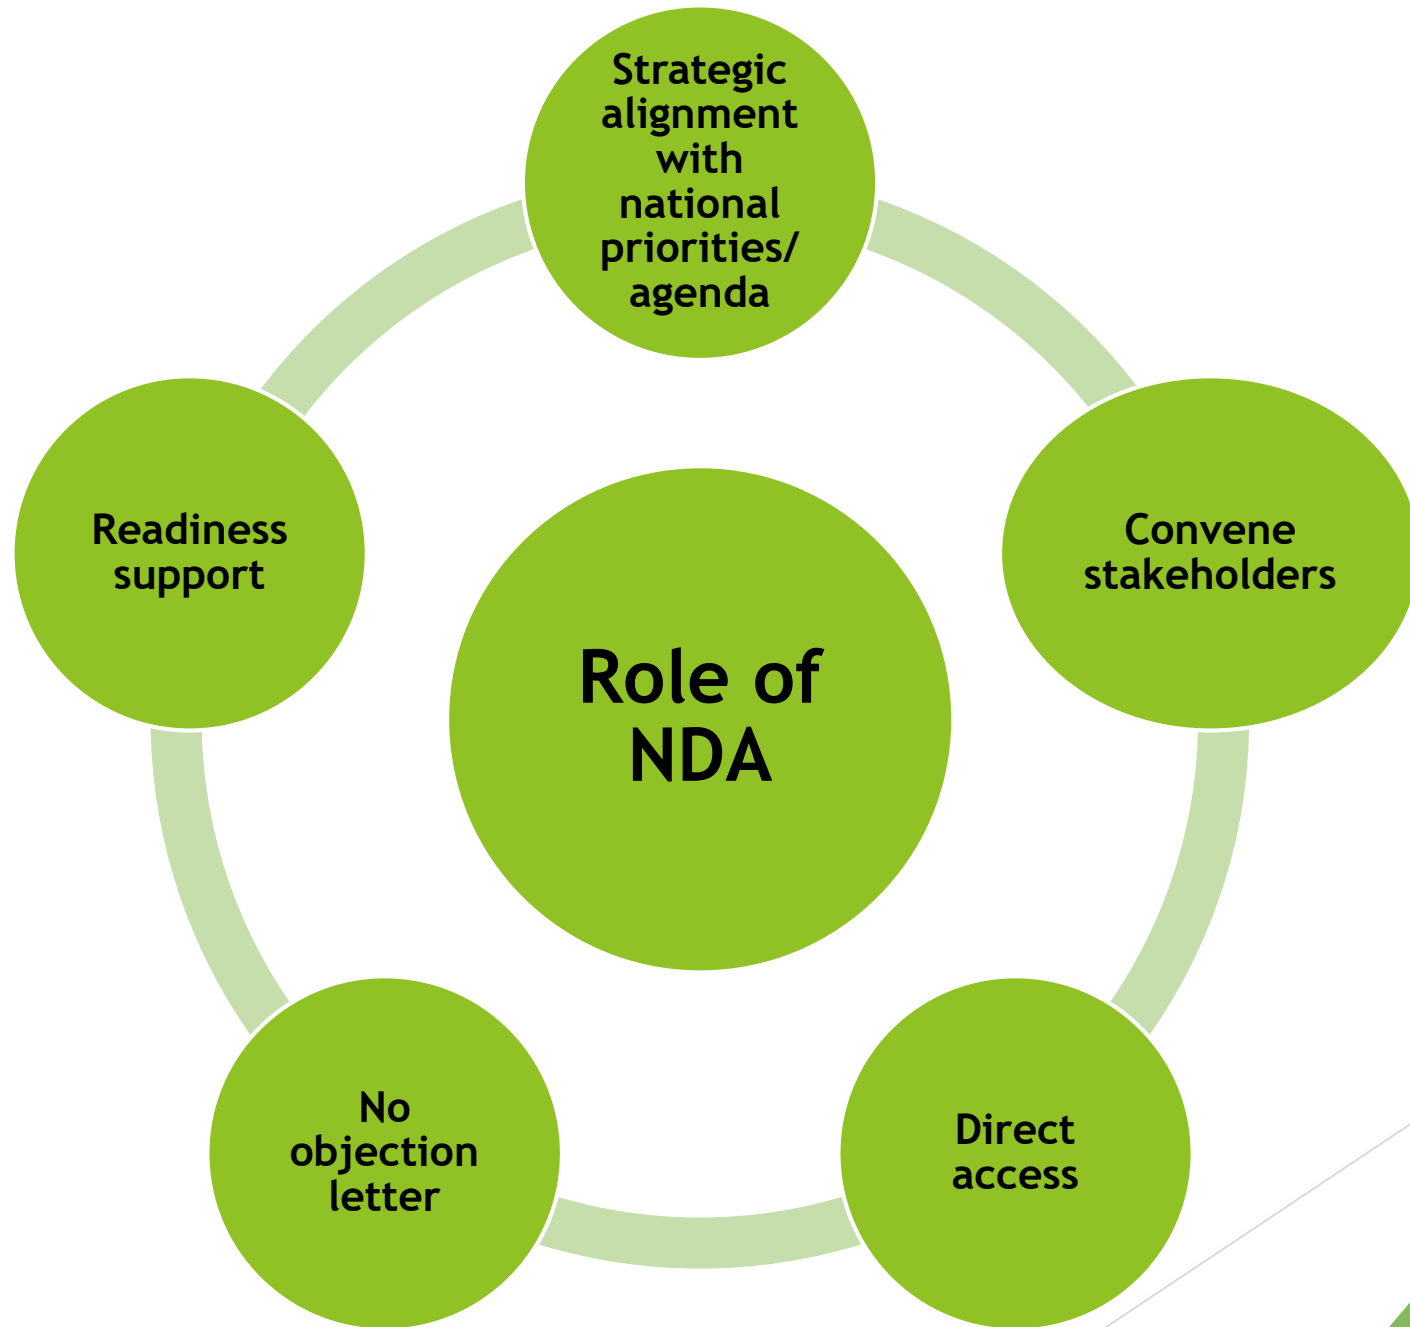 Strategic
alignment
with
national
priorities/
agenda
Convene
stakeholders
Direct
access
No
objection
letter
Readiness
support
Role of
NDA